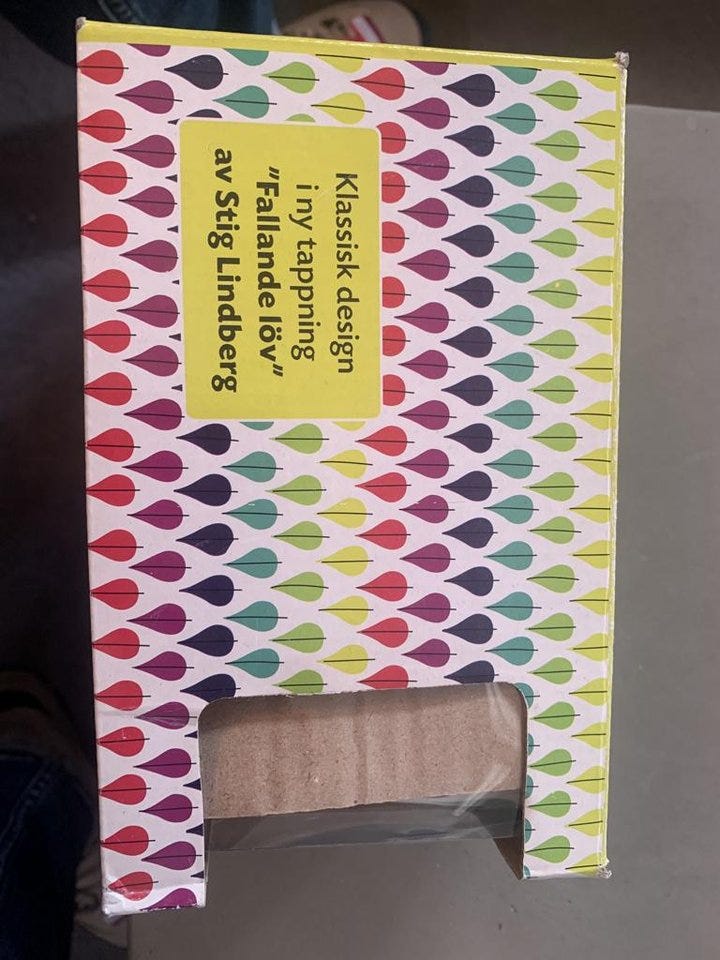 Klassisk design
i ny tappning
”Fallande löv”
av Stig Lindberg